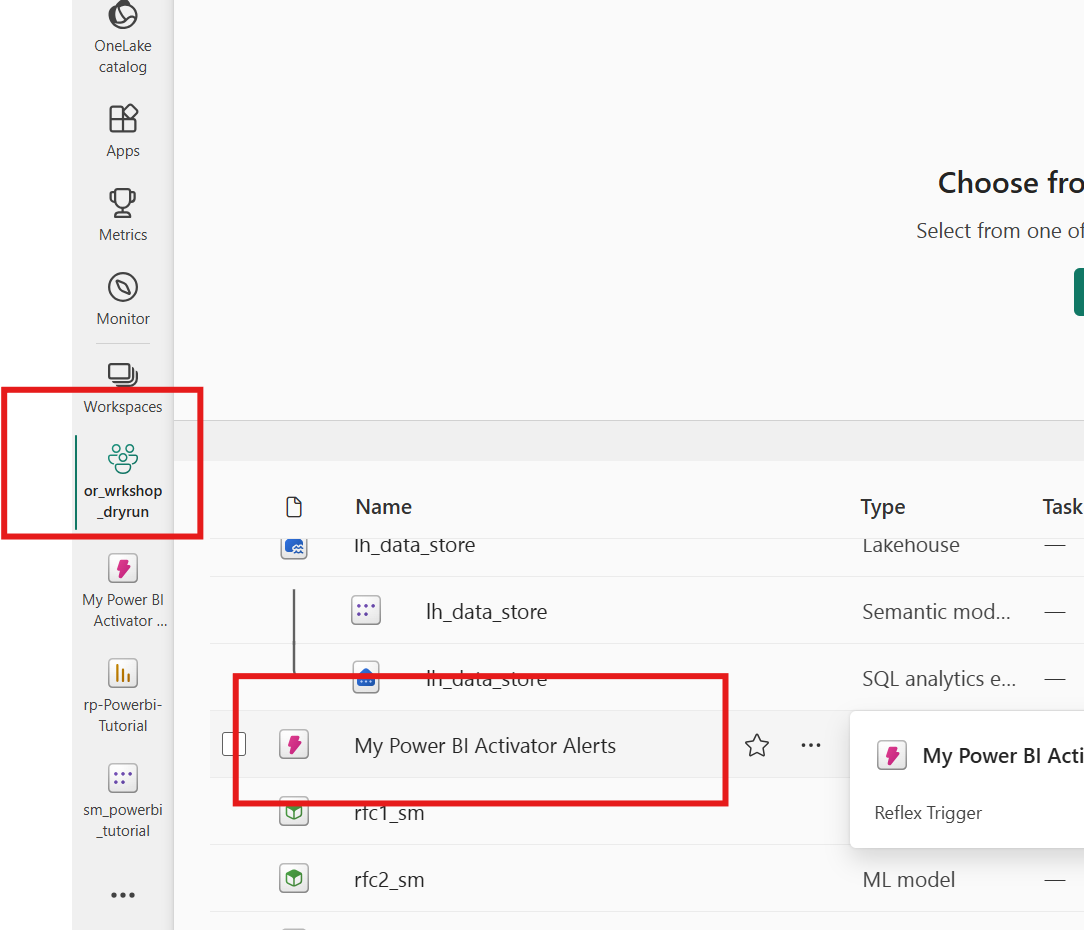 OneLake
catalog
Apps
Metrics
Monitor
Workspaces
or_wrkshop
_dryrun
My Power BI
Activator ...
rp-Powerbi-
Tutorial
sm_powerbi
_tutorial
Choose fro
Select from one of
Name Type Task
lh_data_store Lakehouse —
lh_data_store Semantic mod... —
lh_data_store SQL analytics e... —
My Power BI Activator Alerts
My Power BI Acti
Reflex Trigger
rfc1_sm
rfc2_sm ML model —